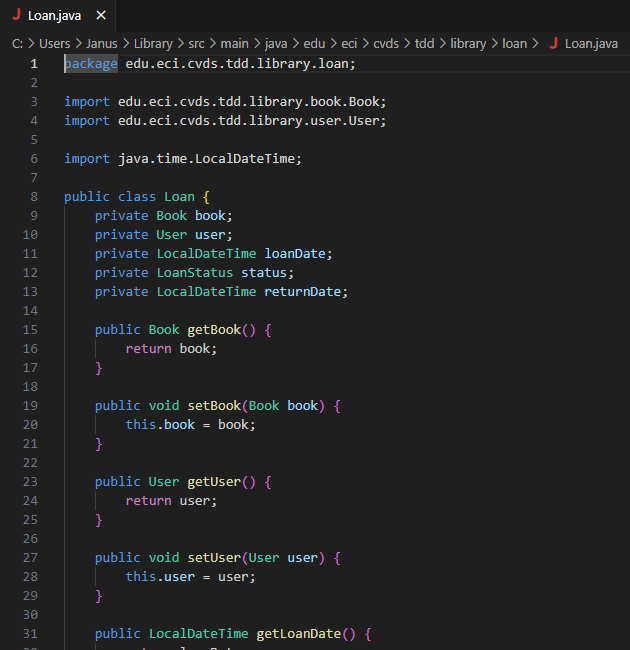 Loan.java
C: > Users > Janus > Library > src > main > java > edu > eci > cvds > tdd > library > loan > Loan.java
1 package edu.eci.cvds.tdd.library.loan;
2
3 import edu.eci.cvds.tdd.library.book.Book;
4 import edu.eci.cvds.tdd.library.user.User;
5
6 import java.time.LocalDateTime;
7
8 public class Loan {
9     private Book book;
10     private User user;
11     private LocalDateTime loanDate;
12     private LoanStatus status;
13     private LocalDateTime returnDate;
14
15     public Book getBook() {
16         return book;
17     }
18
19     public void setBook(Book book) {
20         this.book = book;
21     }
22
23     public User getUser() {
24         return user;
25     }
26
27     public void setUser(User user) {
28         this.user = user;
29     }
30
31     public LocalDateTime getLoanDate() {